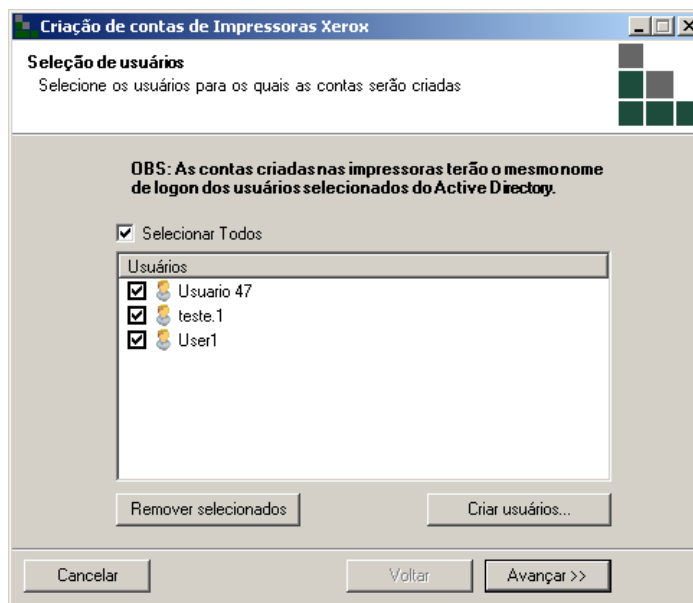 Criação de contas de Impressoras Xerox
Seleção de usuários
Selecione os usuários para os quais as contas serão criadas
OBS: As contas criadas nas impressoras terão o mesmo nome
de logon dos usuários selecionados do Active Directory.
Selecionar Todos
Usuários
Usuario 47
teste.1
User1
Remover selecionados
Criar usuários...
Cancelar
Voltar
Avançar >>